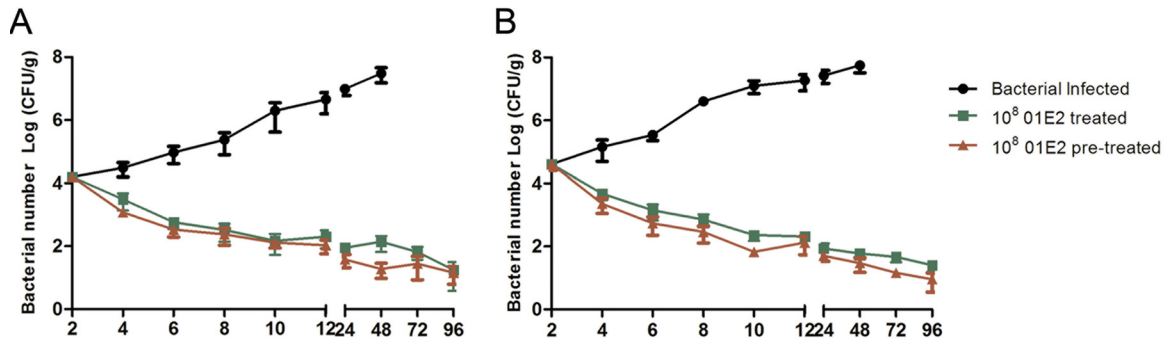 A
Bacterial number Log (CFU/g)
8
6
4
2
0
2 4 6 8 10 12 24 48 72 96
B
Bacterial number Log (CFU/g)
8
6
4
2
0
2 4 6 8 10 12 24 48 72 96
Bacterial Infected
10⁸ 01E2 treated
10⁸ 01E2 pre-treated